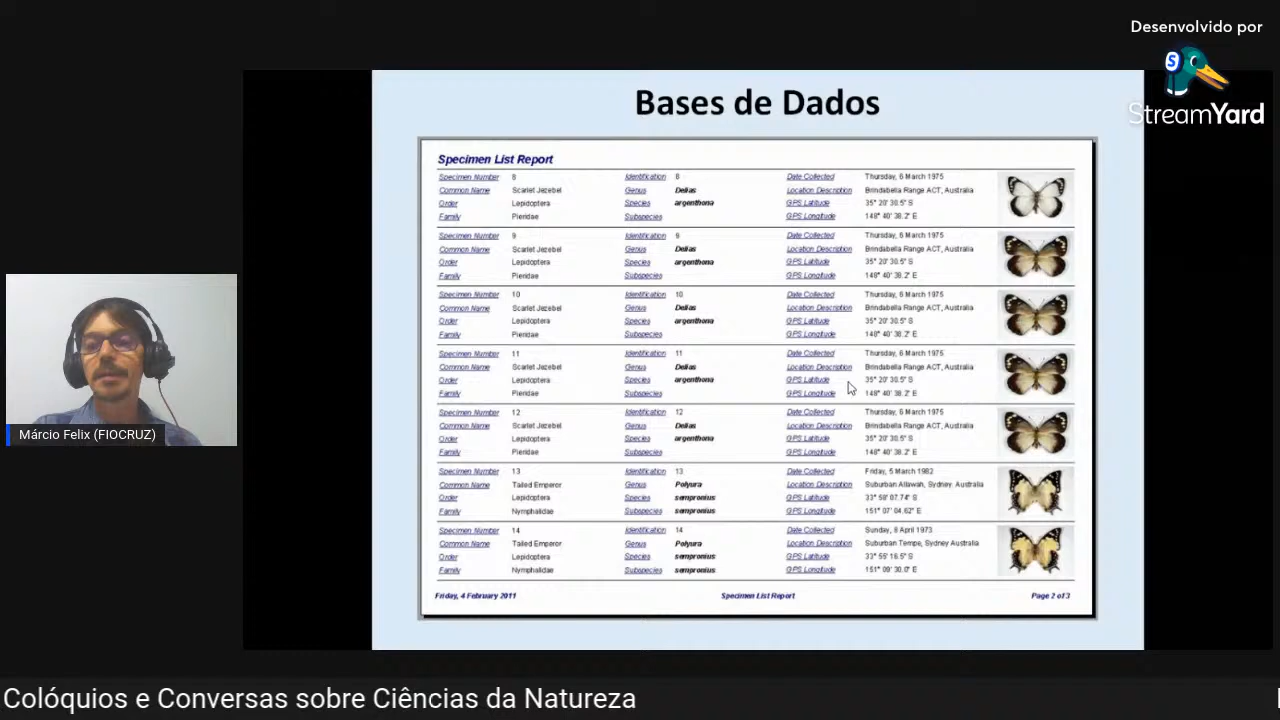 Desenvolvido por
StreamYard
Bases de Dados
Specimen List Report
Specimen Number 8 Identification 8 Date Collected Thursday, 6 March 1975
Common Name Scarlet Jezebel Genus Delias Location Description Brindabella Range ACT, Australia
Order Lepidoptera Species argenthona GPS Latitude 35° 20' 30.5" S
Family Pieridae Subspecies GPS Longitude 148° 40' 38.2' E
Specimen Number 9 Identification 9 Date Collected Thursday, 6 March 1975
Common Name Scarlet Jezebel Genus Delias Location Description Brindabella Range ACT, Australia
Order Lepidoptera Species argenthona GPS Latitude 35° 20' 30.5" S
Family Pieridae Subspecies GPS Longitude 148° 40' 38.2' E
Specimen Number 10 Identification 10 Date Collected Thursday, 6 March 1975
Common Name Scarlet Jezebel Genus Delias Location Description Brindabella Range ACT, Australia
Order Lepidoptera Species argenthona GPS Latitude 35° 20' 30.5" S
Family Pieridae Subspecies GPS Longitude 148° 40' 38.2' E
Specimen Number 11 Identification 11 Date Collected Thursday, 6 March 1975
Common Name Scarlet Jezebel Genus Delias Location Description Brindabella Range ACT, Australia
Order Lepidoptera Species argenthona GPS Latitude 35° 20' 30.5" S
Family Pieridae Subspecies GPS Longitude 148° 40' 38.2' E
Specimen Number 12 Identification 12 Date Collected Thursday, 6 March 1975
Common Name Scarlet Jezebel Genus Delias Location Description Brindabella Range ACT, Australia
Order Lepidoptera Species argenthona GPS Latitude 35° 20' 30.5" S
Family Pieridae Subspecies GPS Longitude 148° 40' 38.2' E
Specimen Number 13 Identification 13 Date Collected Friday, 5 March 1982
Common Name Tailed Emperor Genus Polyura Location Description Suburban Allawah, Sydney. Australia
Order Lepidoptera Species sempronius GPS Latitude 33° 58' 07.74" S
Family Nymphalidae Subspecies sempronius GPS Longitude 151° 07' 04.62" E
Specimen Number 14 Identification 14 Date Collected Sunday, 8 April 1973
Common Name Tailed Emperor Genus Polyura Location Description Suburban Tempe, Sydney Australia
Order Lepidoptera Species sempronius GPS Latitude 33° 55' 16.5" S
Family Nymphalidae Subspecies sempronius GPS Longitude 151° 09' 30.0' E
Friday, 4 February 2011 Specimen List Report Page 2 of 3
Márcio Felix (FIOCRUZ)
Colóquios e Conversas sobre Ciências da Natureza